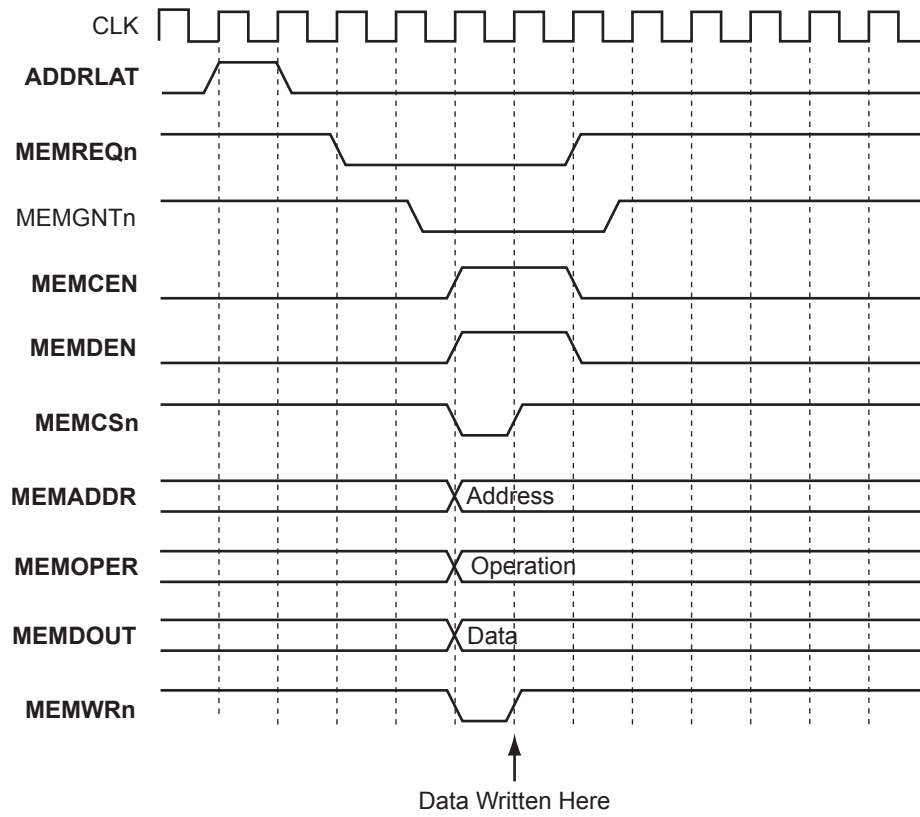 CLK
ADDRLAT
MEMREQn
MEMGNTn
MEMCEN
MEMDEN
MEMCSn
MEMADDR Address
MEMOPER Operation
MEMDOUT Data
MEMWRn
Data Written Here